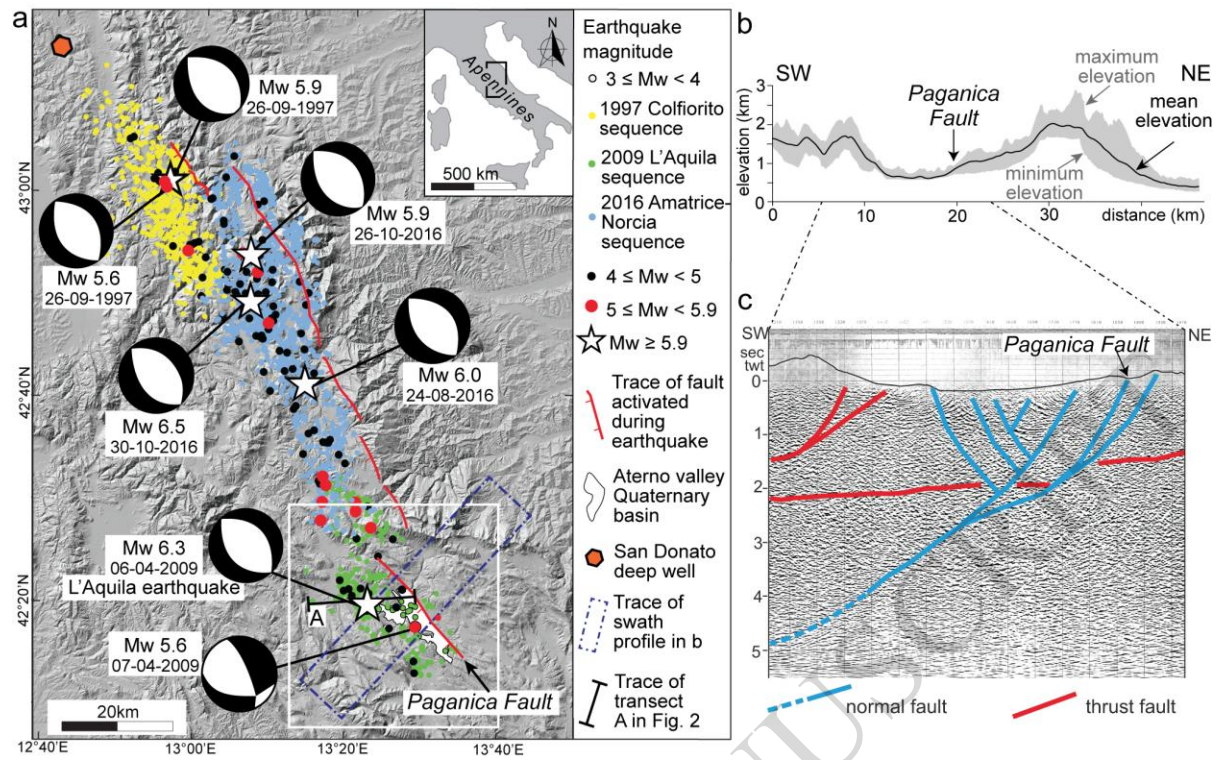 a
Mw 5.9
26-09-1997
Mw 5.9
26-10-2016
Mw 5.6
26-09-1997
Mw 6.5
30-10-2016
Mw 6.0
24-08-2016
Mw 6.3
06-04-2009
L'Aquila earthquake
Mw 5.6
07-04-2009
A
Paganica Fault
20km
43°00'N
42°40'N
42°20'N
12°40'E
13°00'E
13°20'E
13°40'E
N
Apennines
500 km
Earthquake
magnitude
3 ≤ Mw < 4
1997 Colfiorito
sequence
2009 L'Aquila
sequence
2016 Amatrice-
Norcia sequence
4 ≤ Mw < 5
5 ≤ Mw < 5.9
Mw ≥ 5.9
Trace of fault
activated
during
earthquake
Aterno valley
Quaternary
basin
San Donato
deep well
Trace of
swath
profile in b
Trace of
transect
A in Fig. 2
b
SW
NE
elevation (km)
3
2
1
0
Paganica
Fault
maximum
elevation
mean
elevation
minimum
elevation
0
10
20
30
distance (km)
c
SW
NE
sec
twt
0
1
2
3
4
5
Paganica Fault
normal fault
thrust fault